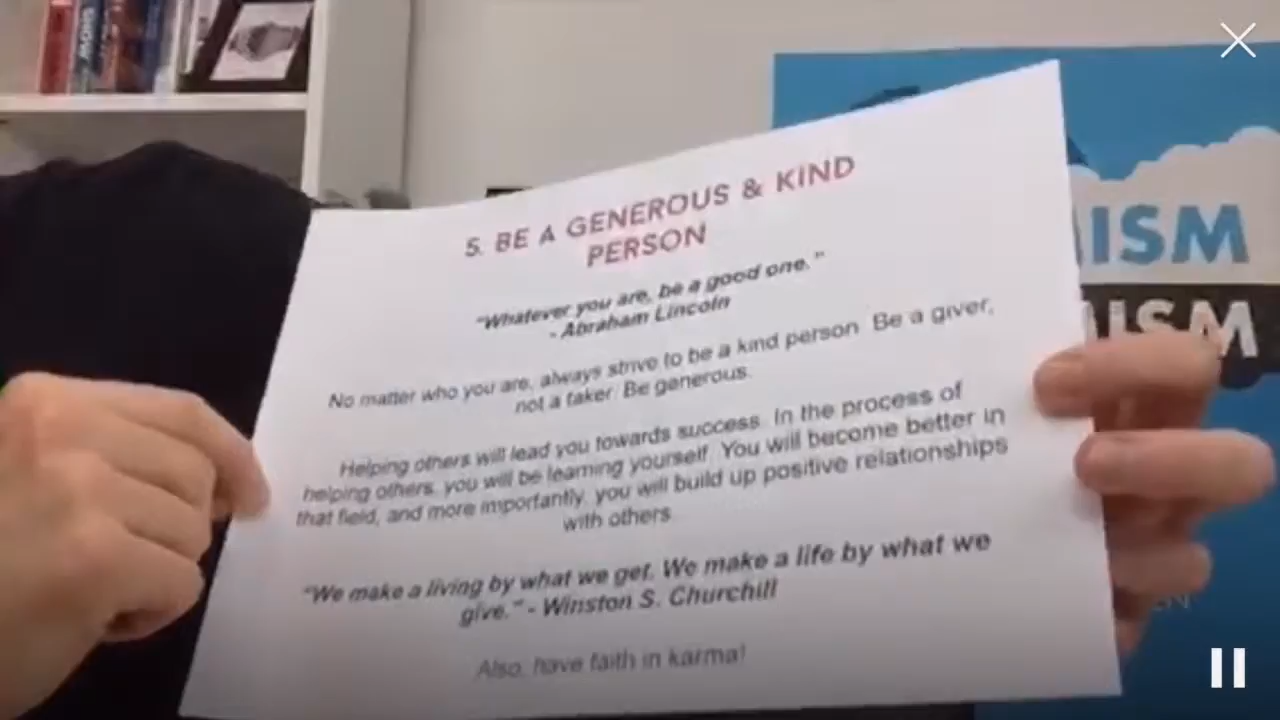 5. BE A GENEROUS & KIND
PERSON
"Whatever you are, be a good one."
- Abraham Lincoln
No matter who you are, always strive to be a kind person. Be a giver,
not a taker. Be generous.
Helping others will lead you towards success. In the process of
helping others, you will be learning yourself. You will become better in
that field, and more importantly, you will build up positive relationships
with others.
"We make a living by what we get. We make a life by what we
give." - Winston S. Churchill
Also, have faith in karma!
ISM
ISM
SHOW